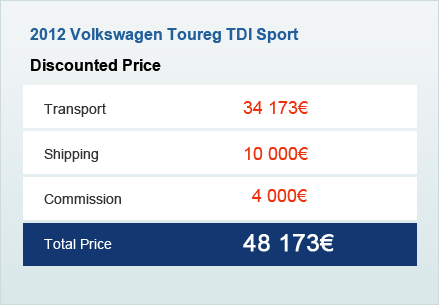 2012 Volkswagen Toureg TDI Sport
Discounted Price
Transport 34 173€
Shipping 10 000€
Commission 4 000€
Total Price 48 173€